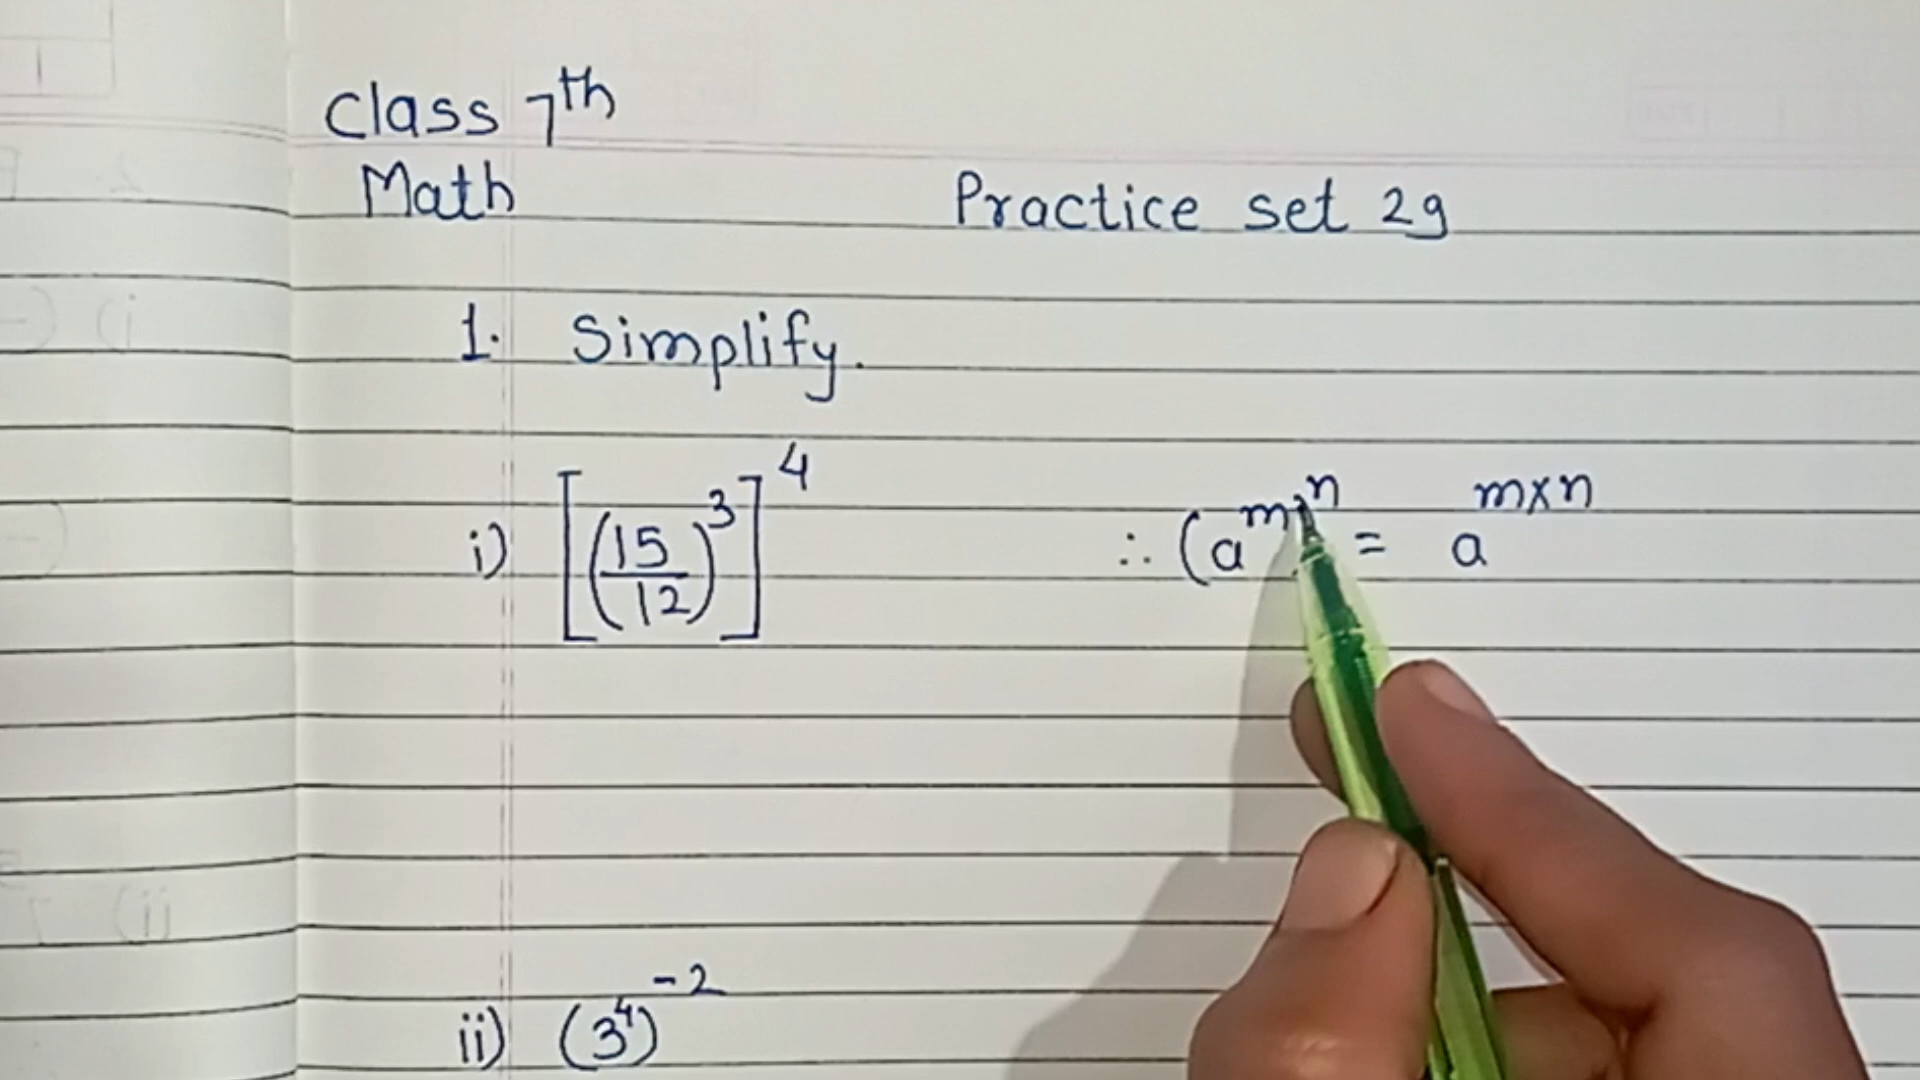 Class 7th
Math
Practice set 29
1. Simplify.
i) [(15/12)^3]^4 ∴ (a^m)^n = a^m×n
ii) (3^4)^-2